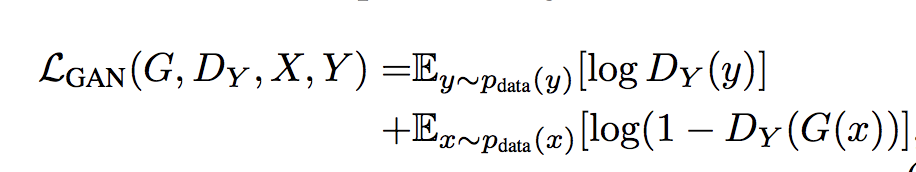 ℒ_GAN(G, D_Y, X, Y) =𝔼_{y∼p_data(y)}[log D_Y(y)]
+𝔼_{x∼p_data(x)}[log(1 − D_Y(G(x))],